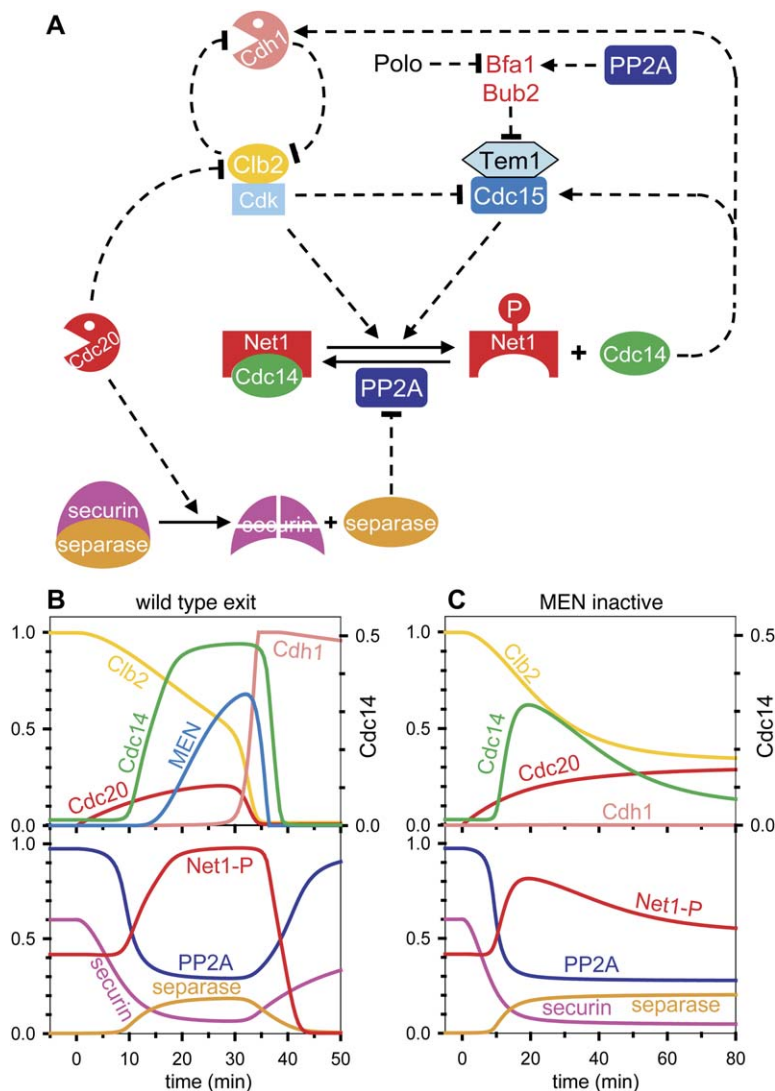 A
Cdh1
Polo
Bfa1
PP2A
Bub2
Clb2
Tem1
Cdk
Cdc15
P
Cdc20
Net1
Net1
+
Cdc14
Cdc14
PP2A
securin
separase
securin
+
separase
B
wild type exit
C
MEN inactive
1.0
0.5
0.0
Clb2
Cdc14
MEN
Cdc20
Cdh1
0.5
0.0
Cdc14
1.0
0.5
0.0
Clb2
Cdc14
Cdc20
Cdh1
0.5
0.0
Cdc14
1.0
0.5
0.0
Net1-P
PP2A
securin
separase
0 10 20 30 40 50
time (min)
1.0
0.5
0.0
Net1-P
PP2A
securin
separase
0 20 40 60 80
time (min)